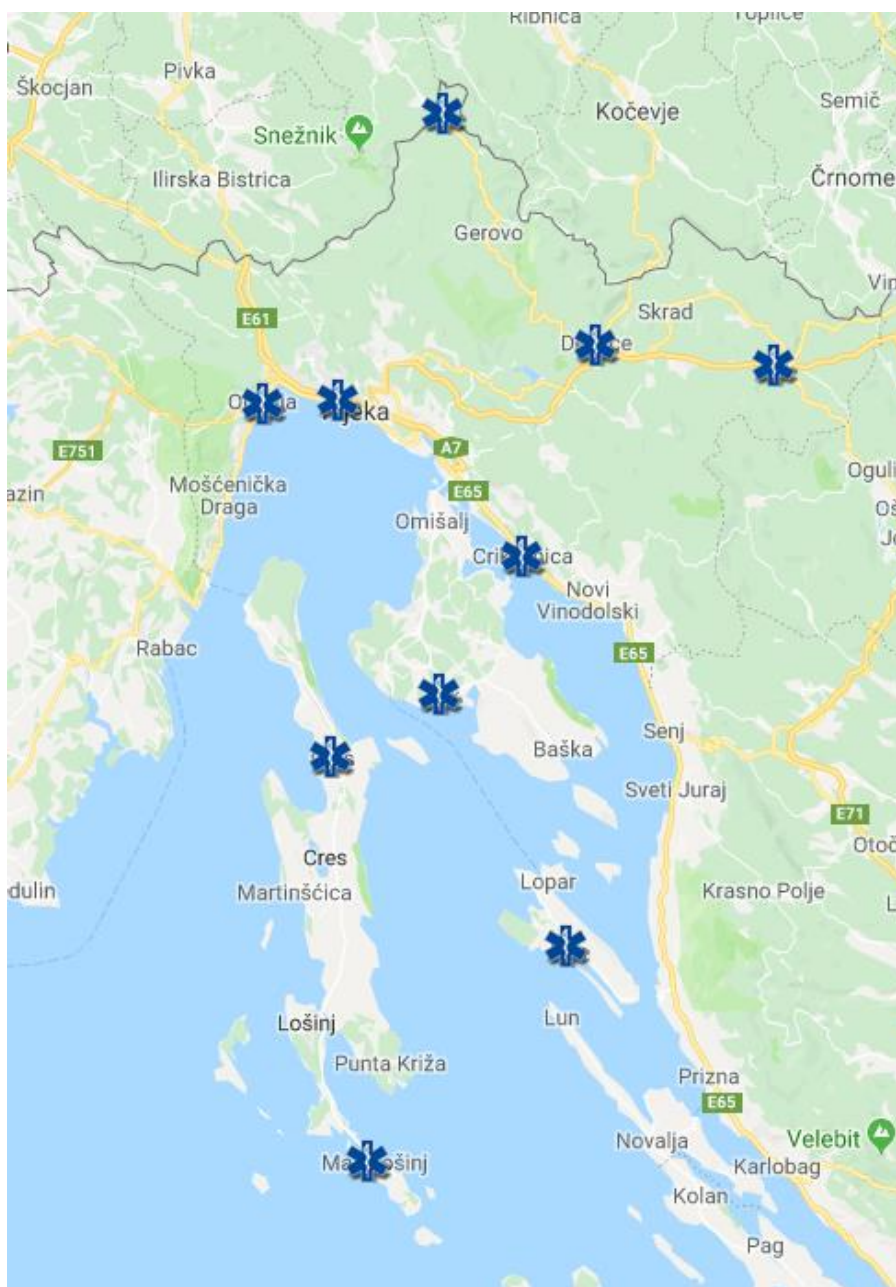 Ribnica
Toplice
Pivka
Škocjan
Kočevje
Semič
Snežnik
Ilirska Bistrica
Črnome
Gerovo
Vin
Skrad
E61
E751
azin
Mošćenička
Draga
A7
E65
Omišalj
Oguli
Novi
Vinodolski
Rabac
E65
Senj
Baška
Sveti Juraj
E71
Otoč
Cres
Lopar
edulin
Martinšćica
Krasno Polje
Lošinj
Lun
Punta Križa
Prizna
E65
Novalja
Velebit
Karlobag
Kolan
Pag